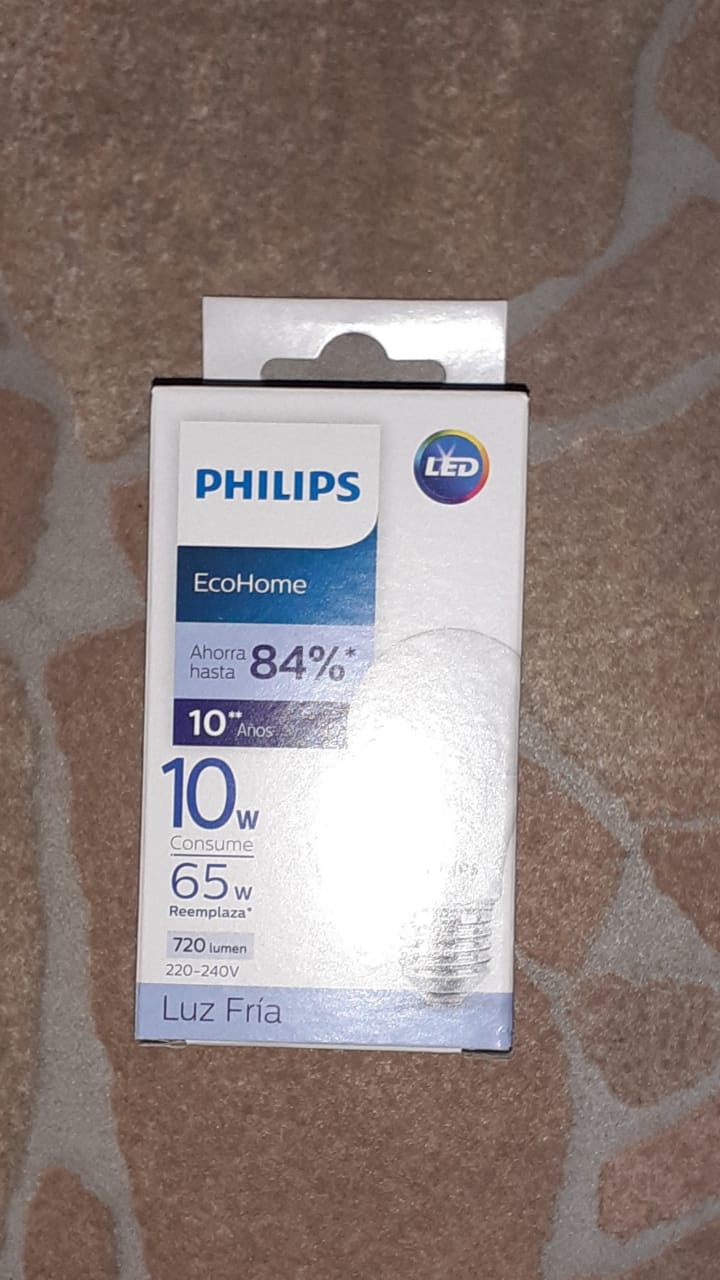 PHILIPS
LED
EcoHome
Ahorra
hasta 84%*
10** Años
10w
Consume
65w
Reemplaza*
720 lumen
220-240V
Luz Fría